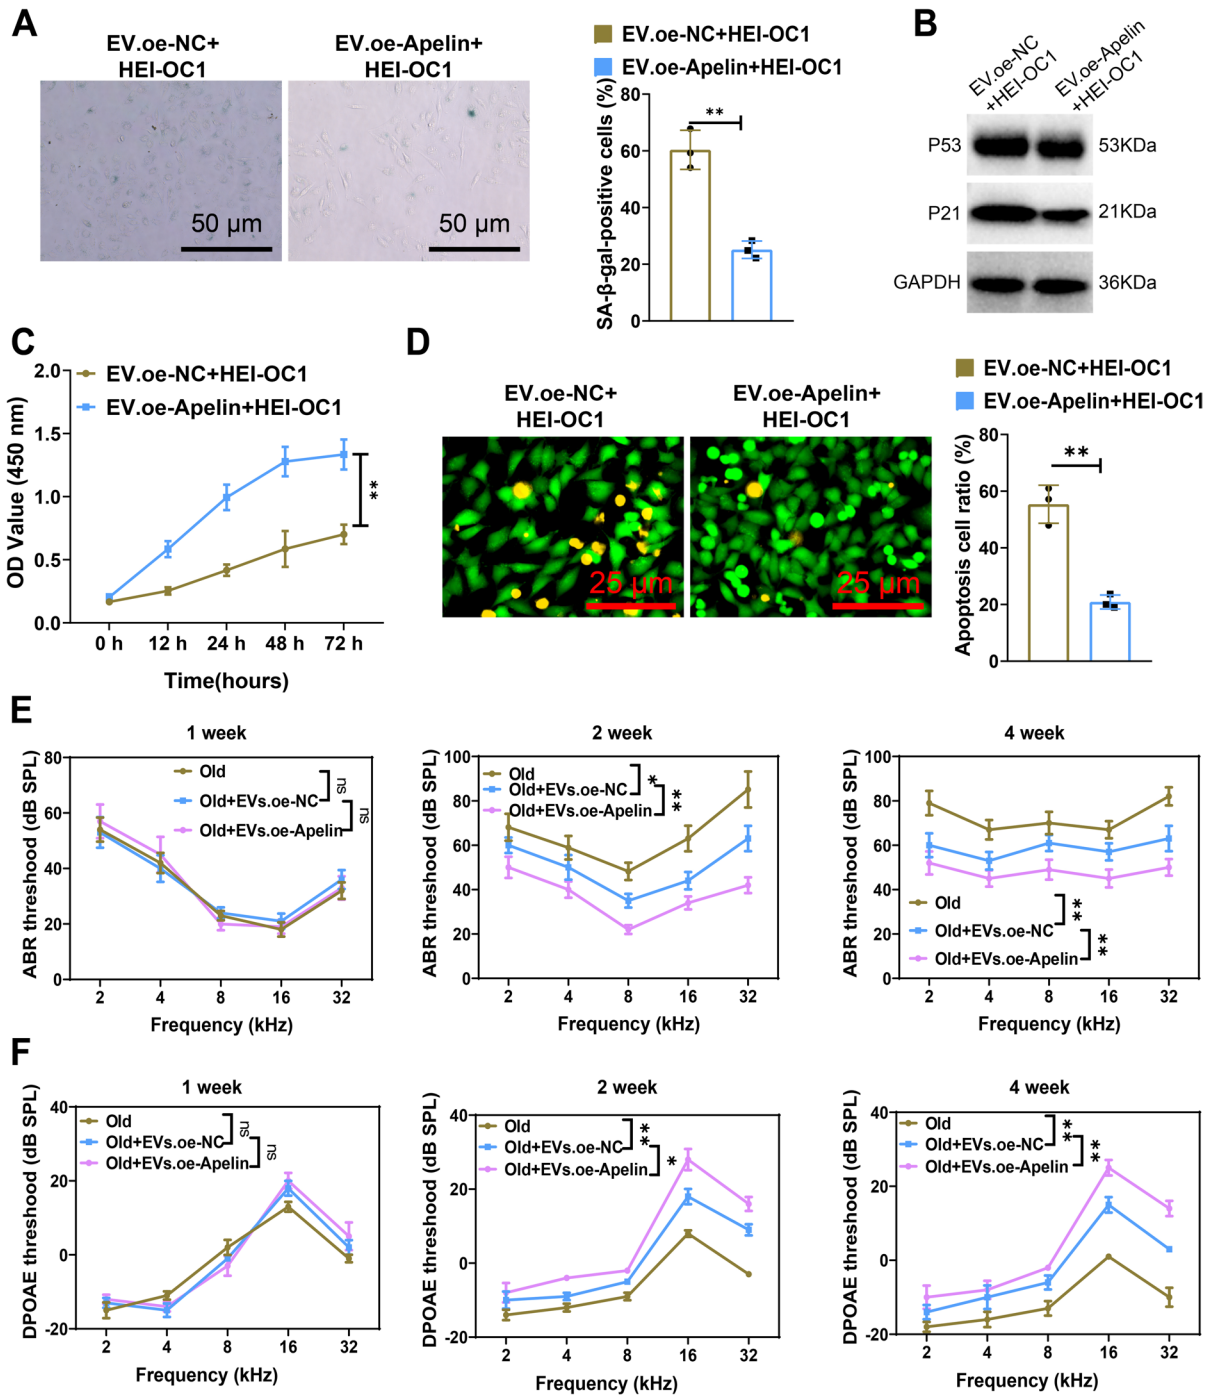 A
EV.oe-NC+
HEI-OC1
EV.oe-Apelin+
HEI-OC1
50 µm
50 µm
EV.oe-NC+HEI-OC1
EV.oe-Apelin+HEI-OC1
SA-β-gal-positive cells (%)
80
60
40
20
0
**
B
EV.oe-NC
+HEI-OC1
EV.oe-Apelin
+HEI-OC1
P53
53KDa
P21
21KDa
GAPDH
36KDa
C
EV.oe-NC+HEI-OC1
EV.oe-Apelin+HEI-OC1
OD Value (450 nm)
2.0
1.5
1.0
0.5
0.0
**
0 h
12 h
24 h
48 h
72 h
Time(hours)
D
EV.oe-NC+
HEI-OC1
EV.oe-Apelin+
HEI-OC1
25 µm
25 µm
EV.oe-NC+HEI-OC1
EV.oe-Apelin+HEI-OC1
Apoptosis cell ratio (%)
80
60
40
20
0
**
E
1 week
ABR threshood (dB SPL)
80
60
40
20
0
Old
Old+EVs.oe-NC
Old+EVs.oe-Apelin
ns
ns
2
4
8
16
32
Frequency (kHz)
2 week
ABR threshood (dB SPL)
100
80
60
40
20
0
Old
Old+EVs.oe-NC
Old+EVs.oe-Apelin
*
**
2
4
8
16
32
Frequency (kHz)
4 week
ABR threshood (dB SPL)
100
80
60
40
20
0
Old
Old+EVs.oe-NC
Old+EVs.oe-Apelin
**
**
2
4
8
16
32
Frequency (kHz)
F
1 week
DPOAE threshood (dB SPL)
40
20
0
-20
Old
Old+EVs.oe-NC
Old+EVs.oe-Apelin
ns
ns
2
4
8
16
32
Frequency (kHz)
2 week
DPOAE threshood (dB SPL)
40
20
0
-20
Old
Old+EVs.oe-NC
Old+EVs.oe-Apelin
**
*
2
4
8
16
32
Frequency (kHz)
4 week
DPOAE threshood (dB SPL)
40
20
0
-20
Old
Old+EVs.oe-NC
Old+EVs.oe-Apelin
**
**
2
4
8
16
32
Frequency (kHz)